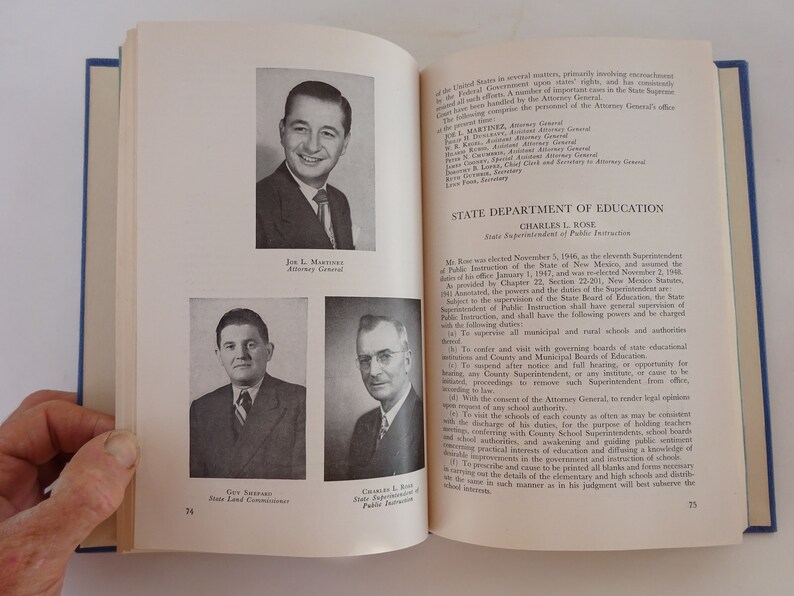 JOE L. MARTINEZ
Attorney General
GUY SHEPARD
State Land Commissioner
CHARLES L. ROSE
State Superintendent of
Public Instruction
74
of the United States in several matters, primarily involving encroachment
by the Federal Government upon states' rights, and has consistently
resisted all such efforts. A number of important cases in the State Supreme
Court have been handled by the Attorney General.
The following comprise the personnel of the Attorney General's office
at the present time:
JOE L. MARTINEZ, Attorney General
PHILIP H. DUNLEAVY, Assistant Attorney General
W. R. KEGEL, Assistant Attorney General
HILARIO RUBIO, Assistant Attorney General
PETER N. CHUMBRIS, Assistant Attorney General
JAMES COONEY, Special Assistant Attorney General
DOROTHY B. LOPEZ, Chief Clerk and Secretary to Attorney General
RUTH GUTHRIE, Secretary
LYNN FOOR, Secretary
STATE DEPARTMENT OF EDUCATION
CHARLES L. ROSE
State Superintendent of Public Instruction
Mr. Rose was elected November 5, 1946, as the eleventh Superintendent
of Public Instruction of the State of New Mexico, and assumed the
duties of his office January 1, 1947, and was re-elected November 2, 1948.
As provided by Chapter 22, Section 22-201, New Mexico Statutes,
1941 Annotated, the powers and the duties of the Superintendent are:
Subject to the supervision of the State Board of Education, the State
Superintendent of Public Instruction shall have general supervision of
Public Instruction, and shall have the following powers and be charged
with the following duties:
(a) To supervise all municipal and rural schools and authorities
thereof.
(b) To confer and visit with governing boards of state educational
institutions and County and Municipal Boards of Education.
(c) To suspend after notice and full hearing, or opportunity for
hearing, any County Superintendent, or any institute, or cause to be
initiated, proceedings to remove such Superintendent from office,
according to law.
(d) With the consent of the Attorney General, to render legal opinions
upon request of any school authority.
(e) To visit the schools of each county as often as may be consistent
with the discharge of his duties, for the purpose of holding teachers
meetings, conferring with County School Superintendents, school boards
and school authorities, and awakening and guiding public sentiment
concerning practical interests of education and diffusing a knowledge of
desirable improvements in the government and instruction of schools.
(f) To prescribe and cause to be printed all blanks and forms necessary
in carrying out the details of the elementary and high schools and distrib-
ute the same in such manner as in his judgment will best subserve the
school interests.
75